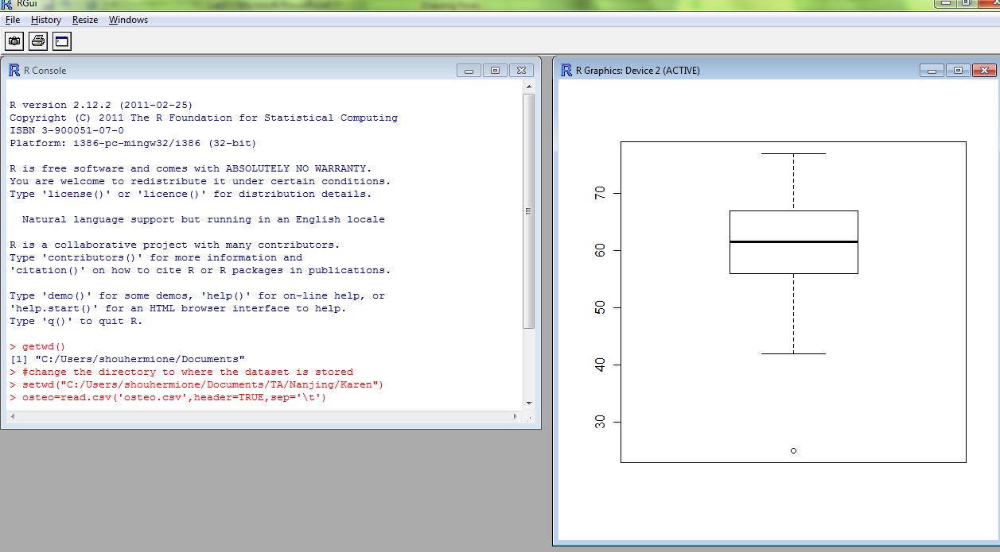 RGui
File History Resize Windows
R Console
R version 2.12.2 (2011-02-25)
Copyright (C) 2011 The R Foundation for Statistical Computing
ISBN 3-900051-07-0
Platform: i386-pc-mingw32/i386 (32-bit)
R is free software and comes with ABSOLUTELY NO WARRANTY.
You are welcome to redistribute it under certain conditions.
Type 'license()' or 'licence()' for distribution details.
Natural language support but running in an English locale
R is a collaborative project with many contributors.
Type 'contributors()' for more information and
'citation()' on how to cite R or R packages in publications.
Type 'demo()' for some demos, 'help()' for on-line help, or
'help.start()' for an HTML browser interface to help.
Type 'q()' to quit R.
> getwd()
[1] "C:/Users/shouhermione/Documents"
> #change the directory to where the dataset is stored
> setwd("C:/Users/shouhermione/Documents/TA/Nanjing/Karen")
> osteo=read.csv('osteo.csv',header=TRUE,sep='\t')
R Graphics: Device 2 (ACTIVE)
70
60
50
40
30